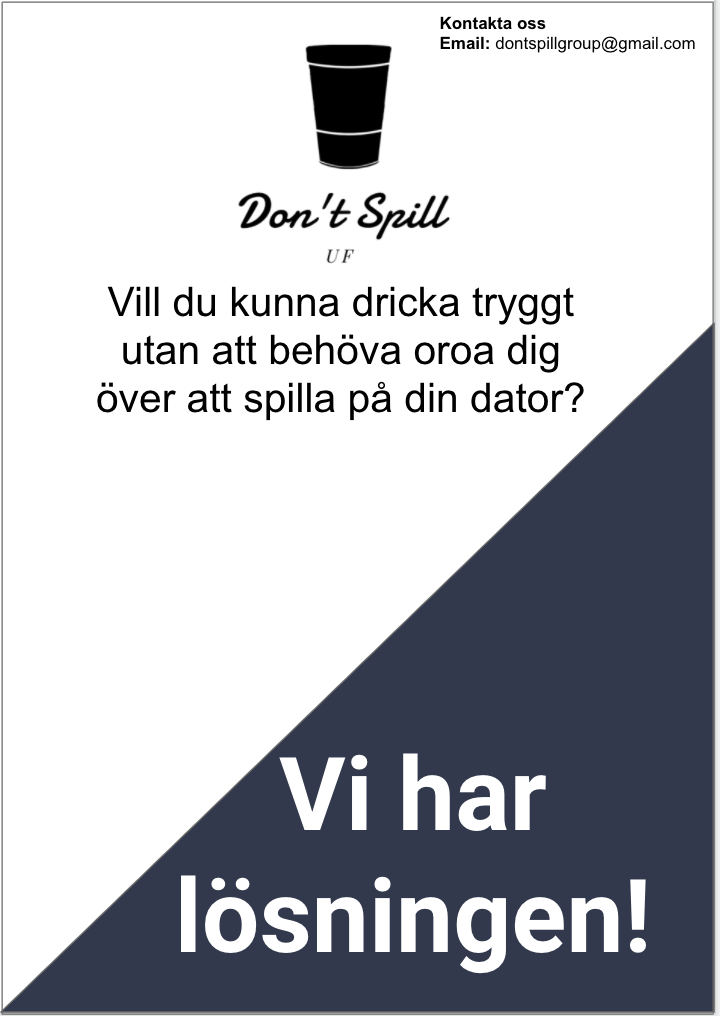 Kontakta oss
Email: dontspillgroup@gmail.com
Don't Spill
UF
Vill du kunna dricka tryggt
utan att behöva oroa dig
över att spilla på din dator?
Vi har
lösningen!